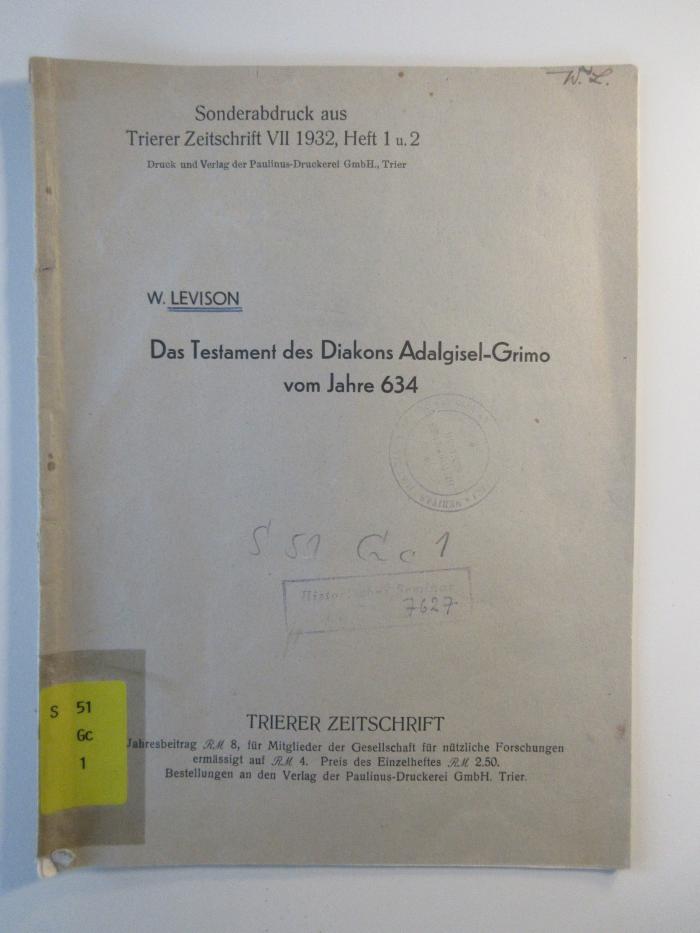 W. L.
Sonderabdruck aus
Trierer Zeitschrift VII 1932, Heft 1 u. 2
Druck und Verlag der Paulinus-Druckerei GmbH., Trier
W. LEVISON
Das Testament des Diakons Adalgisel-Grimo
vom Jahre 634
S 51 Gc 1
Historisches Seminar
7627
TRIERER ZEITSCHRIFT
Jahresbeitrag RM 8, für Mitglieder der Gesellschaft für nützliche Forschungen
ermässigt auf RM 4. Preis des Einzelheftes RM 2.50.
Bestellungen an den Verlag der Paulinus-Druckerei GmbH. Trier.
S 51
Gc
1